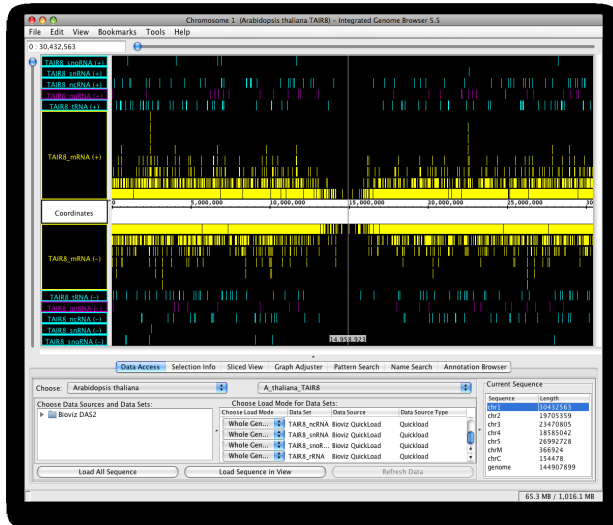 Chromosome 1 (Arabidopsis thaliana TAIR8) - Integrated Genome Browser 5.5
File Edit View Bookmarks Tools Help
0 : 30,432,563
TAIR8_snoRNA (+)
TAIR8_snRNA (+)
TAIR8_ncRNA (+)
TAIR8_miRNA (+)
TAIR8_tRNA (+)
TAIR8_mRNA (+)
0 5,000,000 10,000,000 15,000,000 20,000,000 25,000,000 30
Coordinates
TAIR8_mRNA (-)
TAIR8_tRNA (-)
TAIR8_miRNA (-)
TAIR8_ncRNA (-)
TAIR8_snRNA (-)
TAIR8_snoRNA (-)
14,958,923
Data Access Selection Info Sliced View Graph Adjuster Pattern Search Name Search Annotation Browser
Choose: Arabidopsis thaliana A_thaliana_TAIR8
Current Sequence
Choose Data Sources and Data Sets:
Bioviz DAS2
Choose Load Mode for Data Sets:
Choose Load Mode Data Set Data Source Data Source Type
Whole Gen... TAIR8_ncRNA Bioviz QuickLoad Quickload
Whole Gen... TAIR8_snRNA Bioviz QuickLoad Quickload
Whole Gen... TAIR8_snoR... Bioviz QuickLoad Quickload
Whole Gen... TAIR8_rRNA Bioviz QuickLoad Quickload
Sequence Length
chr1 30432563
chr2 19705359
chr3 23470805
chr4 18585042
chr5 26992728
chrM 366924
chrC 154478
genome 144907899
Load All Sequence Load Sequence in View Refresh Data
65.3 MB / 1,016.1 MB